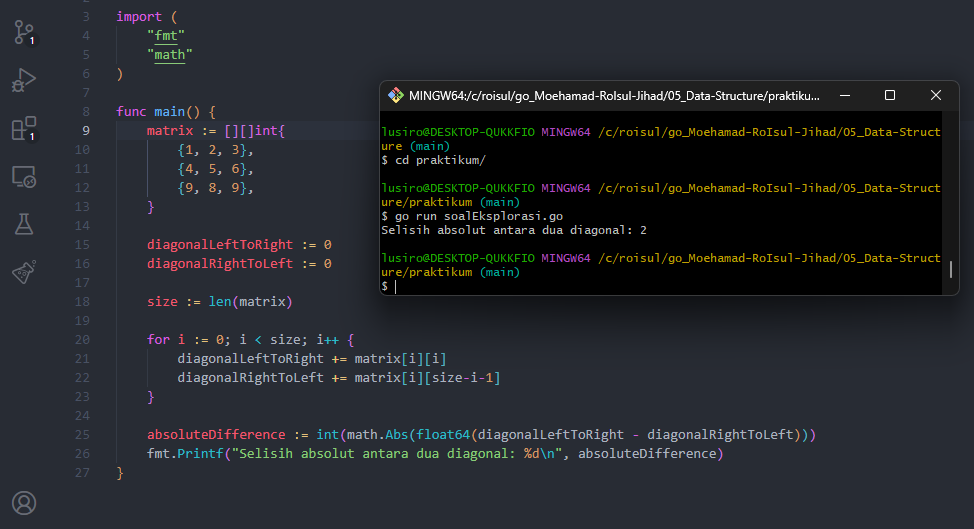 3 import (
4 "fmt"
5 "math"
6 )
7
8 func main() {
9 matrix := [][]int{
10 {1, 2, 3},
11 {4, 5, 6},
12 {9, 8, 9},
13 }
14
15 diagonalLeftToRight := 0
16 diagonalRightToLeft := 0
17
18 size := len(matrix)
19
20 for i := 0; i < size; i++ {
21 diagonalLeftToRight += matrix[i][i]
22 diagonalRightToLeft += matrix[i][size-i-1]
23 }
24
25 absoluteDifference := int(math.Abs(float64(diagonalLeftToRight - diagonalRightToLeft)))
26 fmt.Printf("Selisih absolut antara dua diagonal: %d\n", absoluteDifference)
27 }
1
1
MINGW64:/c/roisul/go_Moehamad-RoIsul-Jihad/05_Data-Structure/praktiku...
lusiro@DESKTOP-QUKKFIO MINGW64 /c/roisul/go_Moehamad-RoIsul-Jihad/05_Data-Struct
ure (main)
$ cd praktikum/
lusiro@DESKTOP-QUKKFIO MINGW64 /c/roisul/go_Moehamad-RoIsul-Jihad/05_Data-Struct
ure/praktikum (main)
$ go run soalEksplorasi.go
Selisih absolut antara dua diagonal: 2
lusiro@DESKTOP-QUKKFIO MINGW64 /c/roisul/go_Moehamad-RoIsul-Jihad/05_Data-Struct
ure/praktikum (main)
$